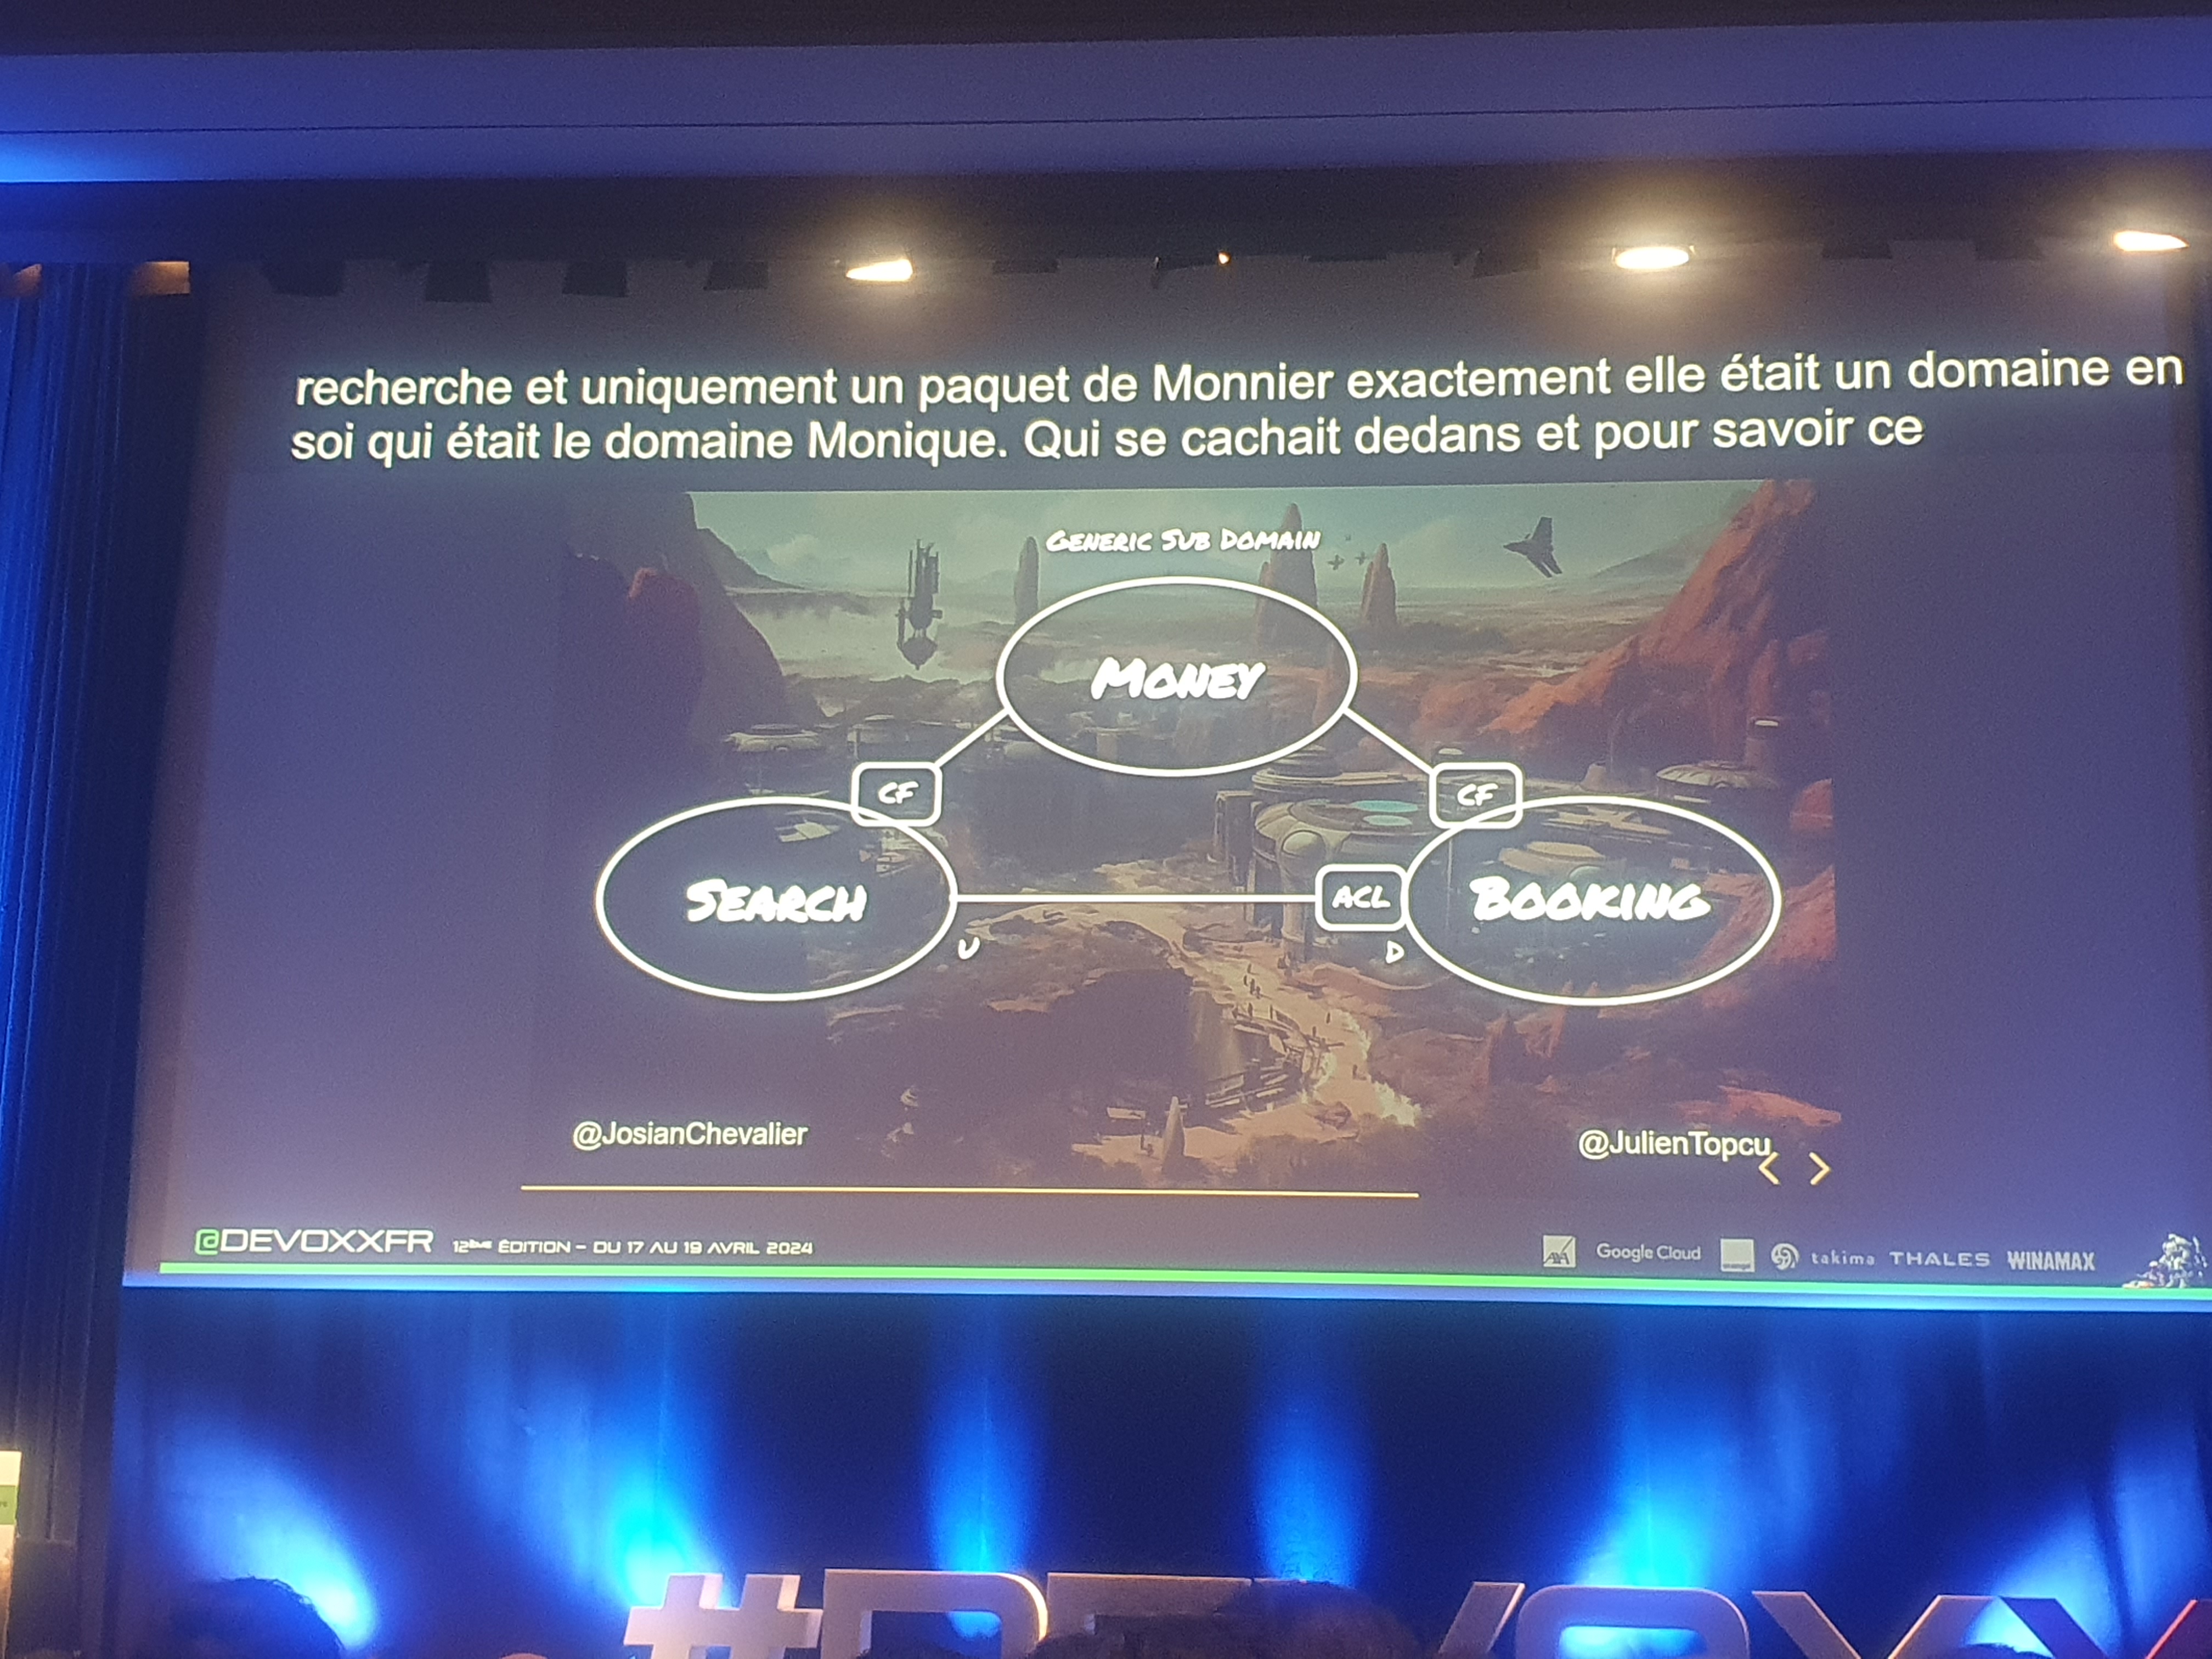 recherche et uniquement un paquet de Monnier exactement elle était un domaine en
soi qui était le domaine Monique. Qui se cachait dedans et pour savoir ce
GENERIC SUB DOMAIN
MONEY
CF
CF
SEARCH
ACL
BOOKING
U
D
@JosianChevalier
@JulienTopcu
< >
@DEVOXXFR 12ÈME ÉDITION – DU 17 AU 19 AVRIL 2024
AXA Google Cloud takima THALES WINAMAX
#DEVOXX